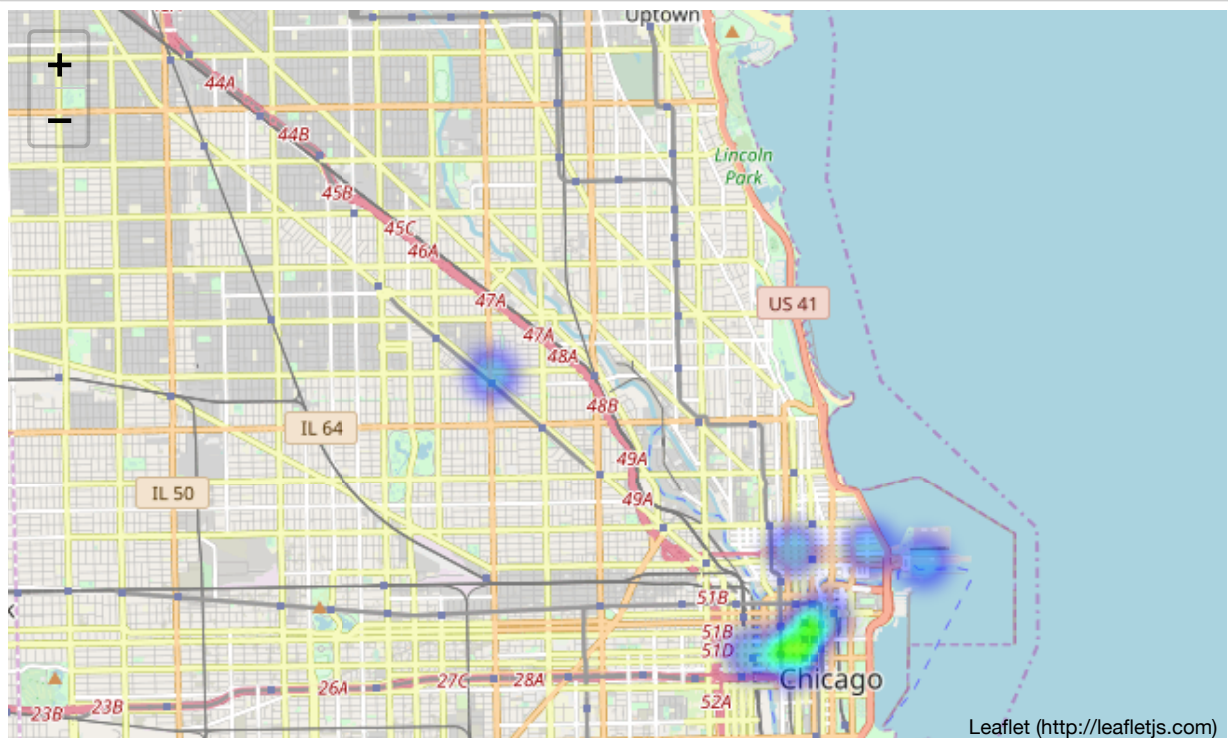 Uptown
+
44A
−
44B
Lincoln
Park
45B
45C
46A
47A
US 41
47A
48A
48B
IL 64
49A
IL 50
49A
51B
51B
51D
Chicago
26A
27C
28A
52A
23B
23B
Leaflet (http://leafletjs.com)